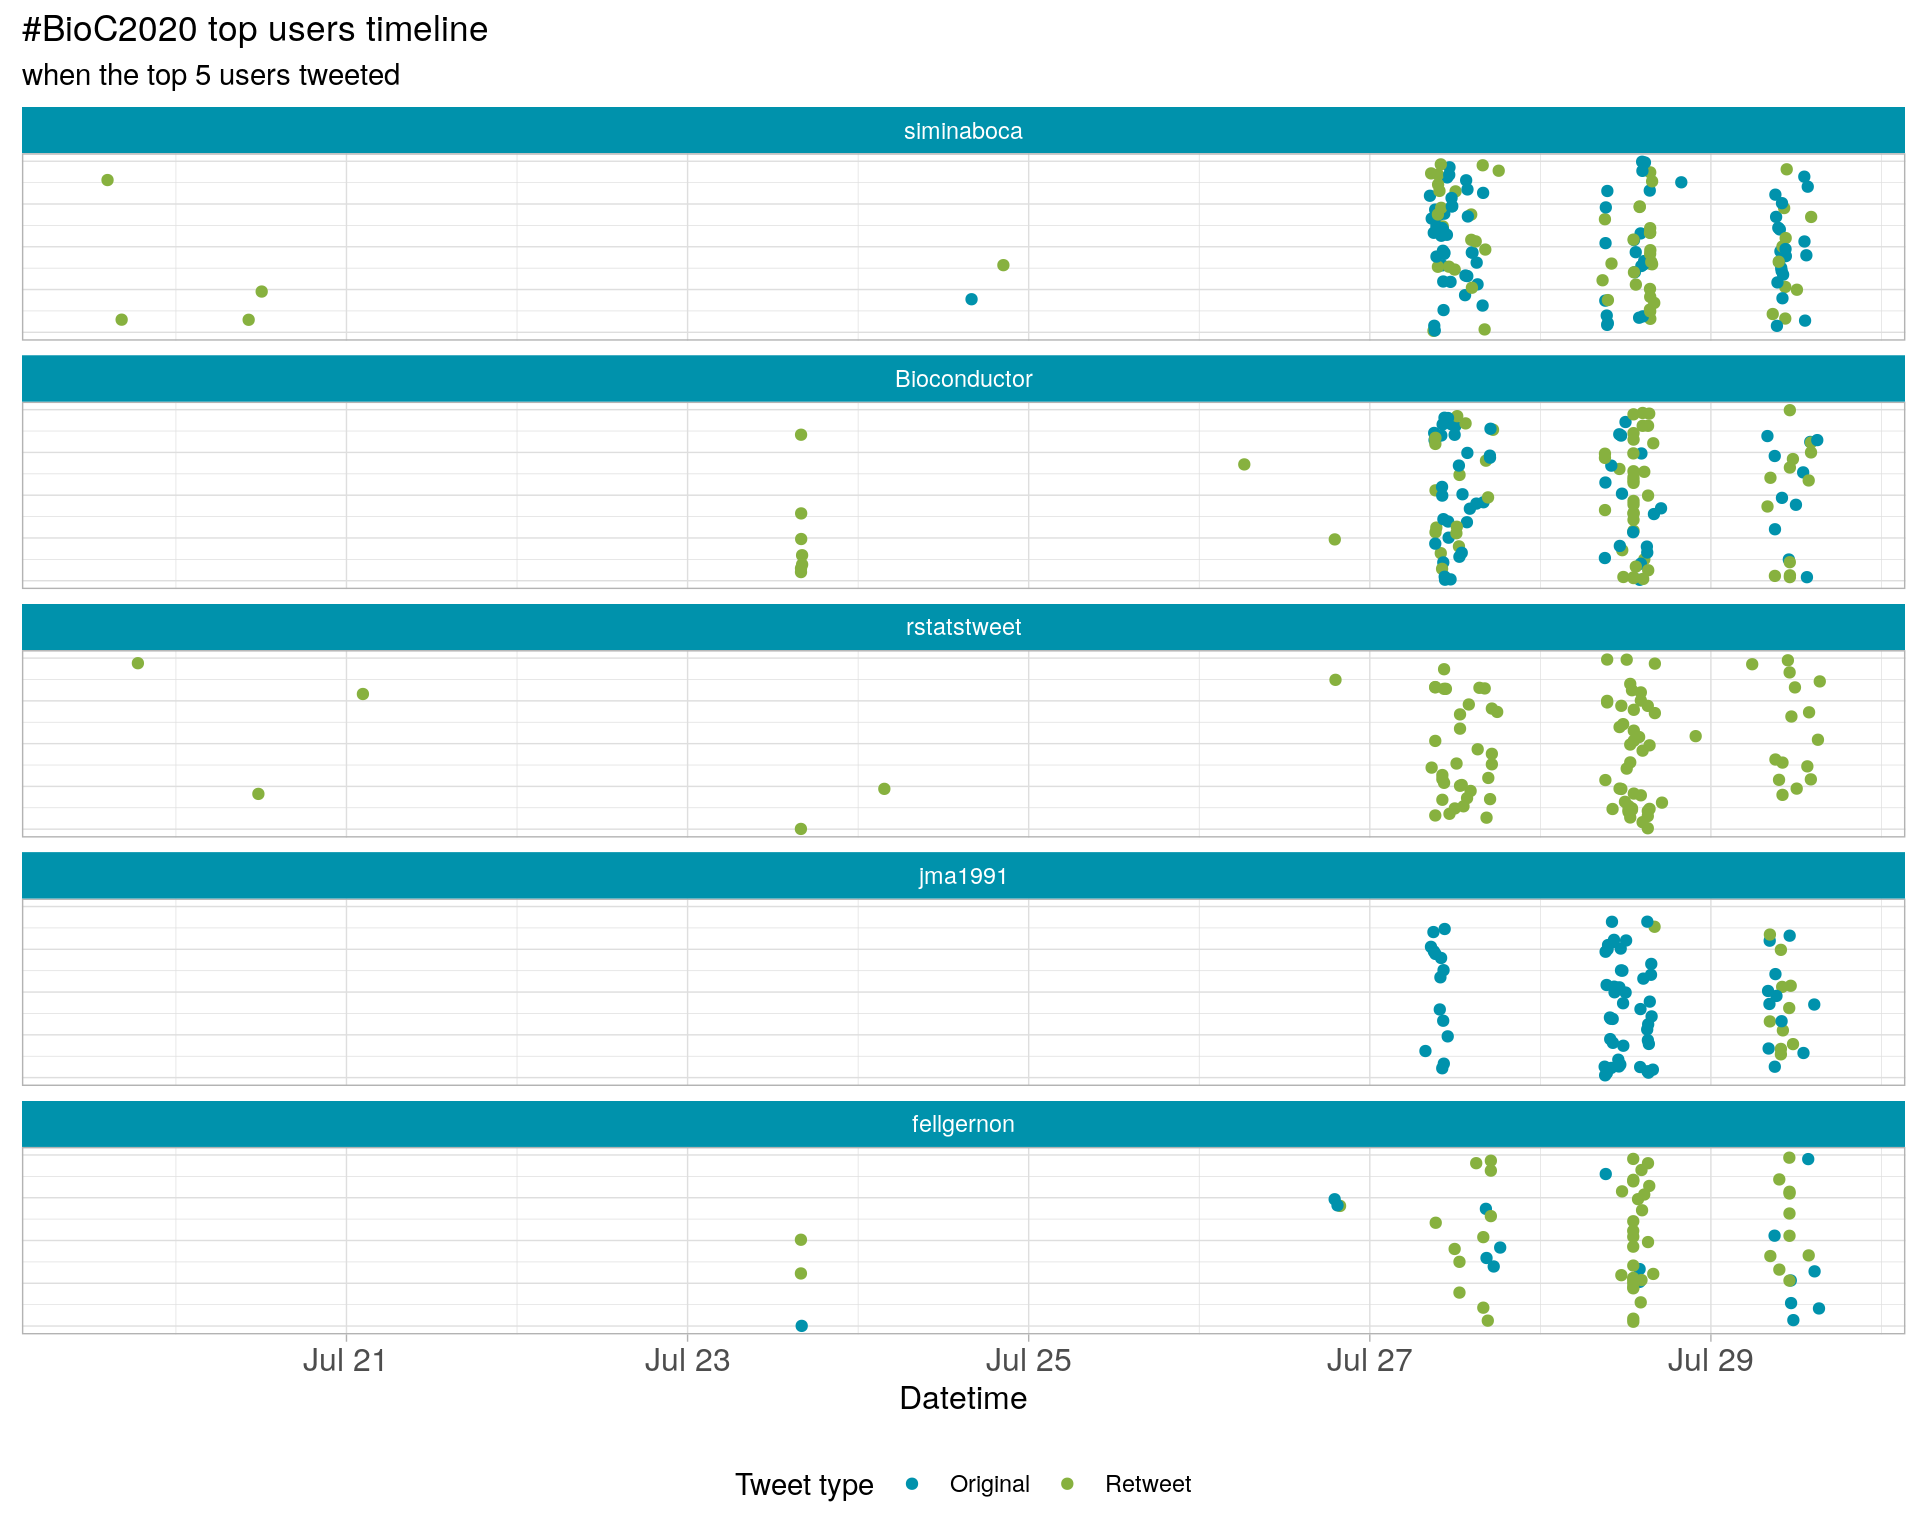 #BioC2020 top users timeline
when the top 5 users tweeted
siminaboca
Bioconductor
rstatstweet
jma1991
fellgernon
Jul 21 Jul 23 Jul 25 Jul 27 Jul 29
Datetime
Tweet type Original Retweet